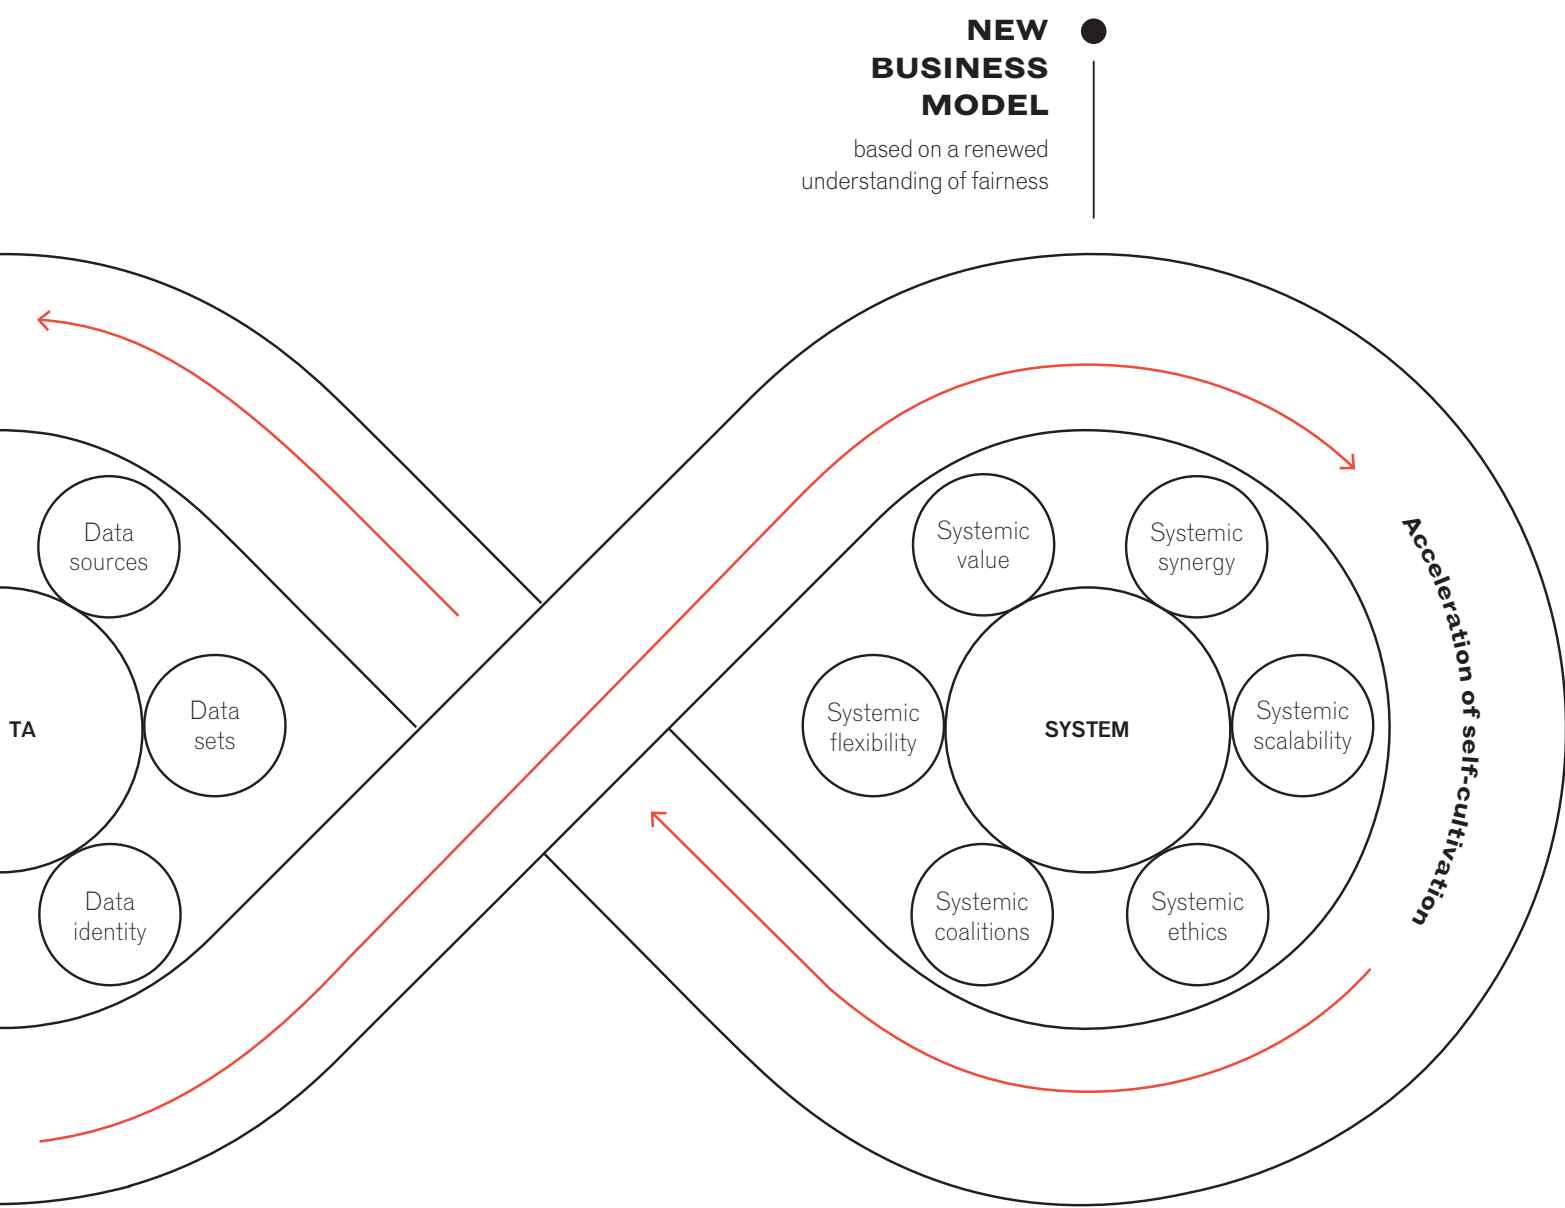 NEW
BUSINESS
MODEL
based on a renewed
understanding of fairness
Data
sources
Data
sets
TA
Data
identity
Systemic
value
Systemic
synergy
Systemic
flexibility
SYSTEM
Systemic
scalability
Systemic
coalitions
Systemic
ethics
Acceleration of self-cultivation